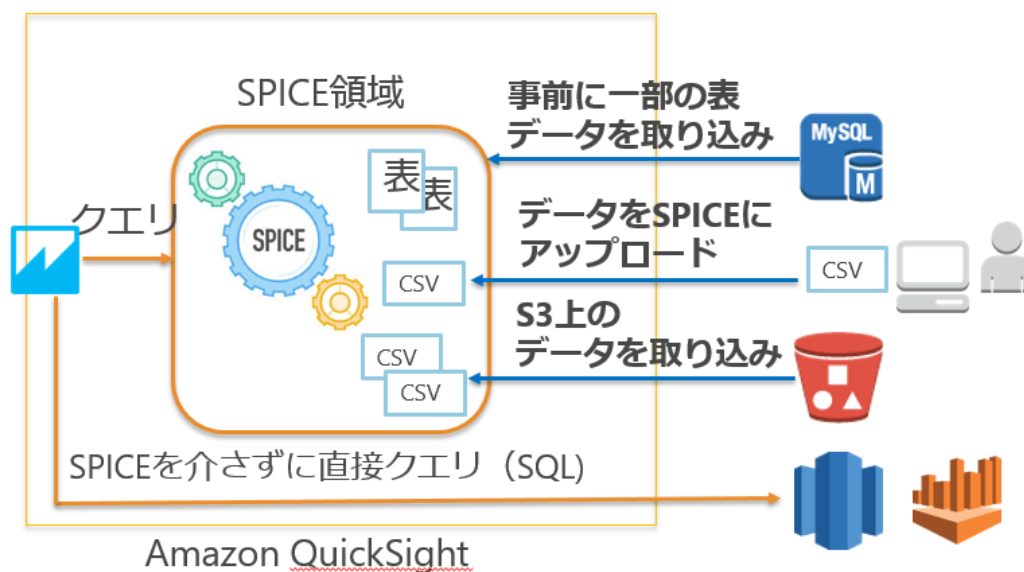 SPICE領域
事前に一部の表
データを取り込み
MySQL
M
表
表
クエリ
SPICE
データをSPICEに
アップロード
CSV
CSV
S3上の
データを取り込み
CSV
CSV
SPICEを介さずに直接クエリ（SQL)
Amazon QuickSight